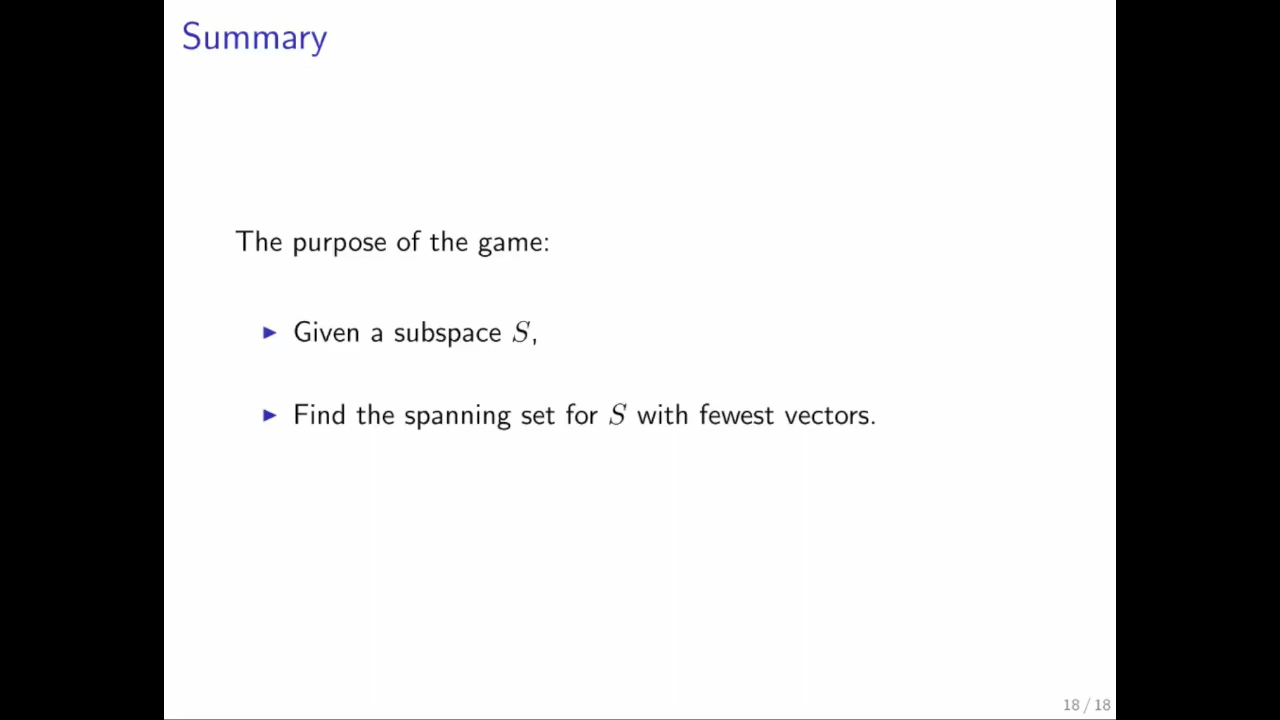 Summary
The purpose of the game:
▶ Given a subspace S,
▶ Find the spanning set for S with fewest vectors.
18 / 18